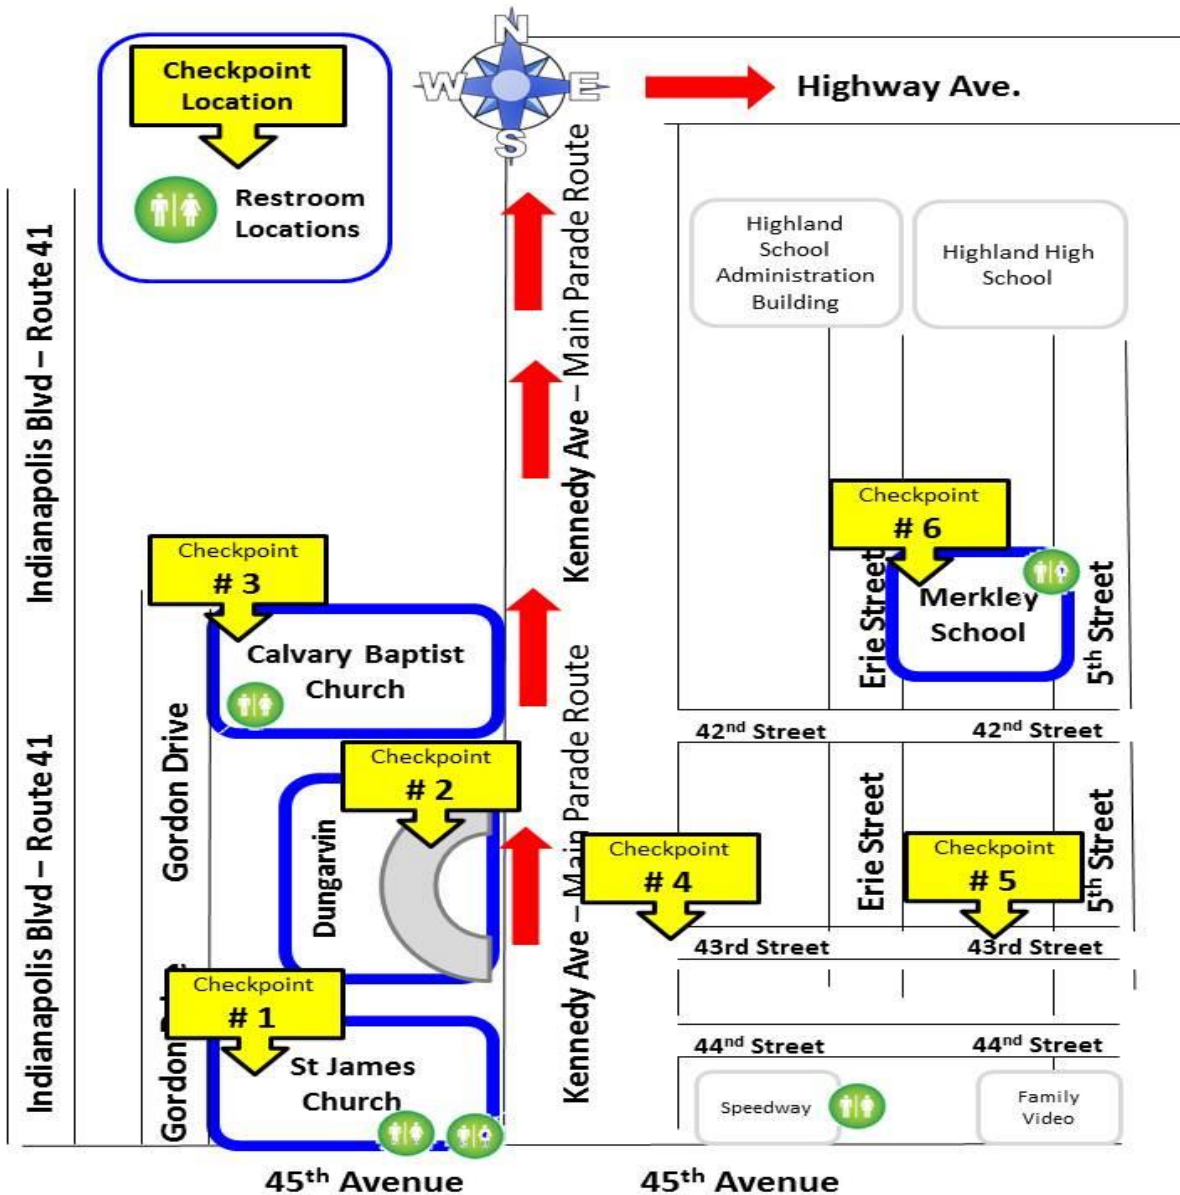 N
W
E
S
Checkpoint
Location
Restroom
Locations
Highway Ave.
Indianapolis Blvd – Route 41
Kennedy Ave – Main Parade Route
Highland
School
Administration
Building
Highland High
School
Checkpoint
# 6
Merkley
School
Erie Street
5th Street
Checkpoint
# 3
Calvary Baptist
Church
Gordon Drive
42nd Street
42nd Street
Checkpoint
# 2
Dungarvin
Indianapolis Blvd – Route 41
Kennedy Ave – Main Parade Route
Erie Street
5th Street
Checkpoint
# 4
Checkpoint
# 5
43rd Street
43rd Street
Checkpoint
# 1
Gordon
St James
Church
44nd Street
44nd Street
Speedway
Family
Video
45th Avenue
45th Avenue